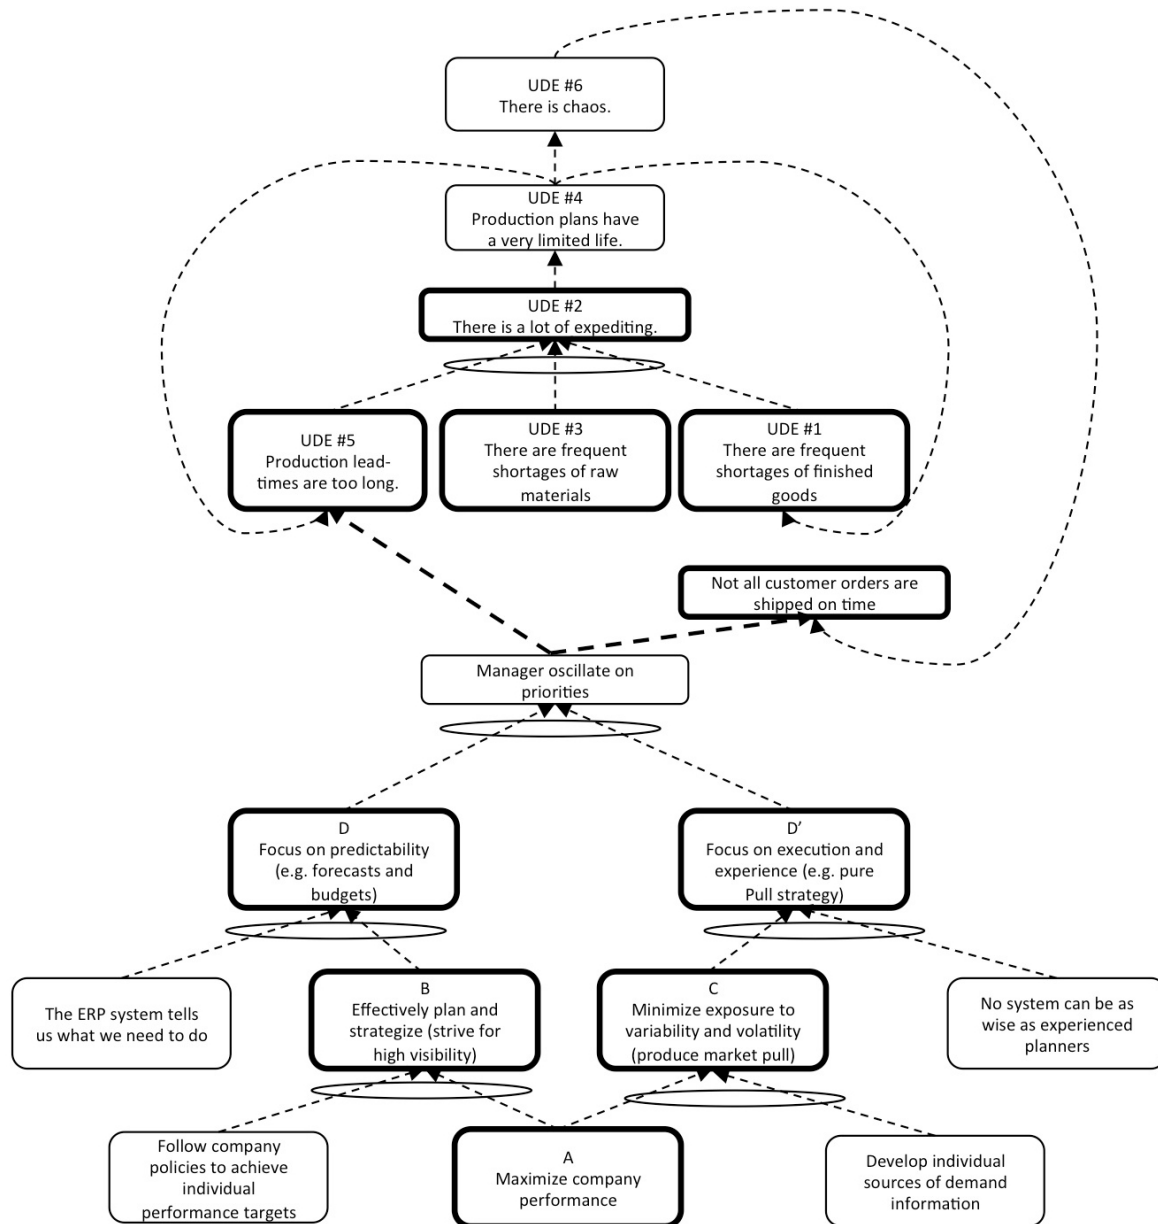 UDE #6
There is chaos.
UDE #4
Production plans have
a very limited life.
UDE #2
There is a lot of expediting.
UDE #5
Production lead-
times are too long.
UDE #3
There are frequent
shortages of raw
materials
UDE #1
There are frequent
shortages of finished
goods
Not all customer orders are
shipped on time
Manager oscillate on
priorities
D
Focus on predictability
(e.g. forecasts and
budgets)
D’
Focus on execution and
experience (e.g. pure
Pull strategy)
The ERP system tells
us what we need to do
B
Effectively plan and
strategize (strive for
high visibility)
C
Minimize exposure to
variability and volatility
(produce market pull)
No system can be as
wise as experienced
planners
Follow company
policies to achieve
individual
performance targets
A
Maximize company
performance
Develop individual
sources of demand
information